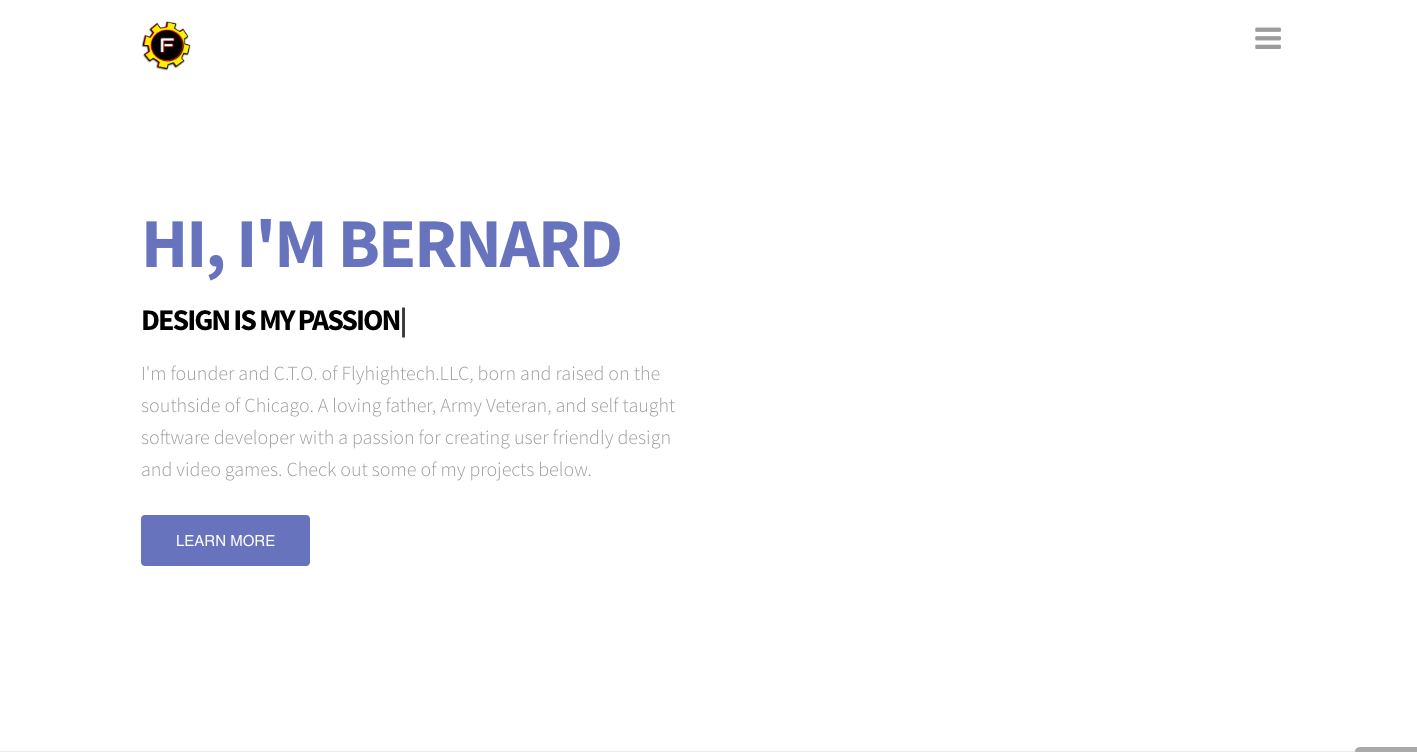 F
HI, I'M BERNARD
DESIGN IS MY PASSION|
I'm founder and C.T.O. of Flyhightech.LLC, born and raised on the
southside of Chicago. A loving father, Army Veteran, and self taught
software developer with a passion for creating user friendly design
and video games. Check out some of my projects below.
LEARN MORE